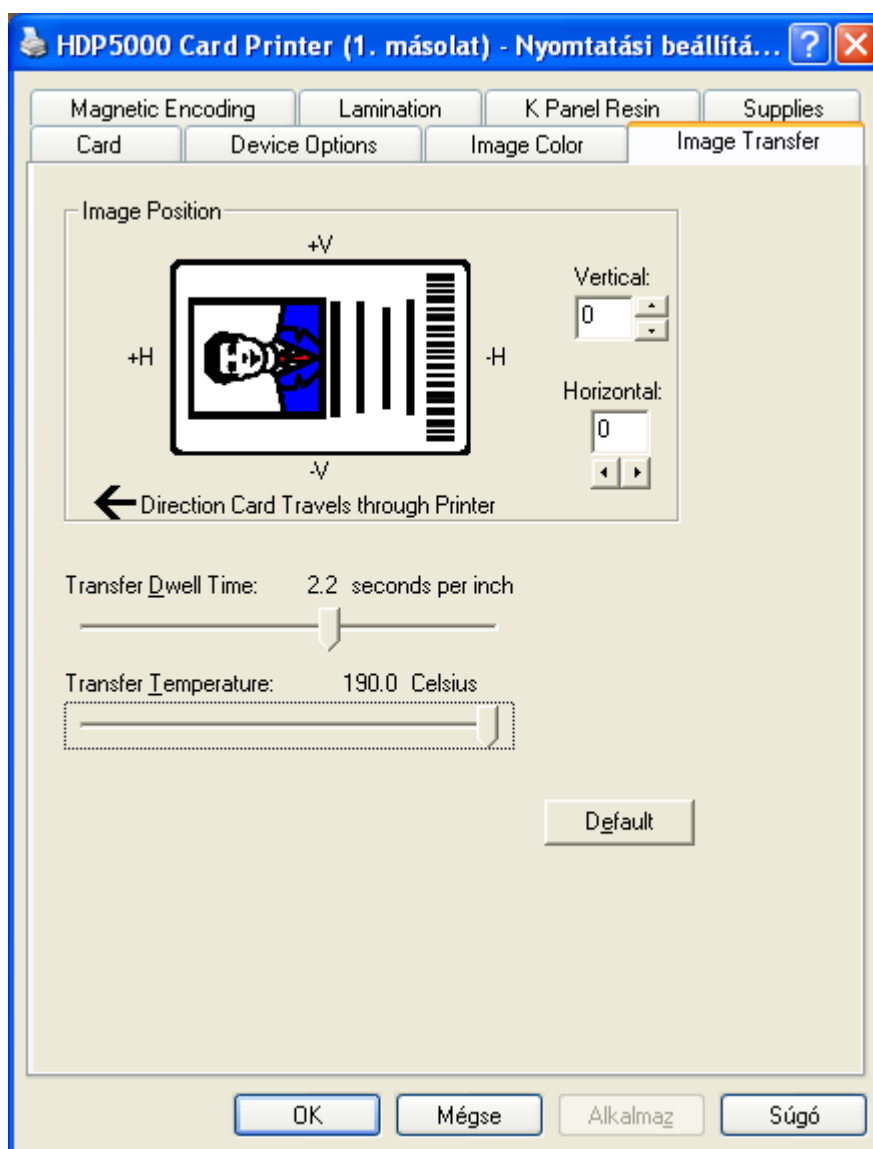 HDP5000 Card Printer (1. másolat) - Nyomtatási beállítá...
Magnetic Encoding Lamination K Panel Resin Supplies
Card Device Options Image Color Image Transfer
Image Position
+V
Vertical:
0
+H -H
Horizontal:
0
-V
Direction Card Travels through Printer
Transfer Dwell Time: 2.2 seconds per inch
Transfer Temperature: 190.0 Celsius
Default
OK Mégse Alkalmaz Súgó